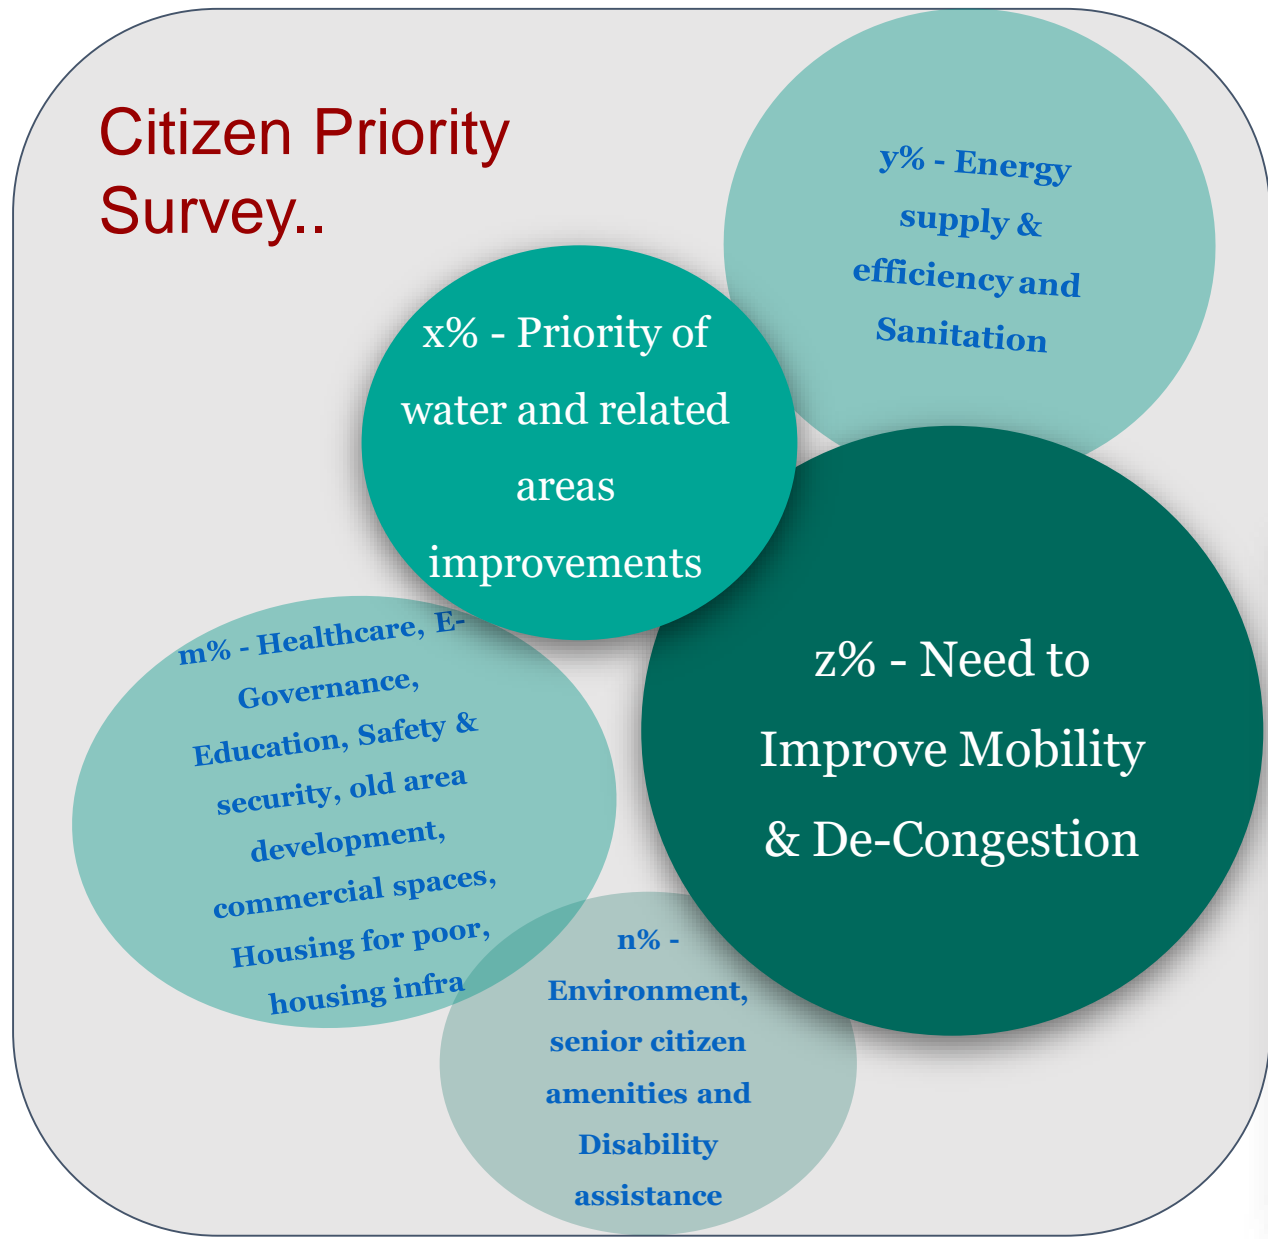 Citizen Priority
Survey..
y% - Energy
supply &
efficiency and
Sanitation
x% - Priority of
water and related
areas
improvements
z% - Need to
Improve Mobility
& De-Congestion
m% - Healthcare, E-
Governance,
Education, Safety &
security, old area
development,
commercial spaces,
Housing for poor,
housing infra
n% -
Environment,
senior citizen
amenities and
Disability
assistance